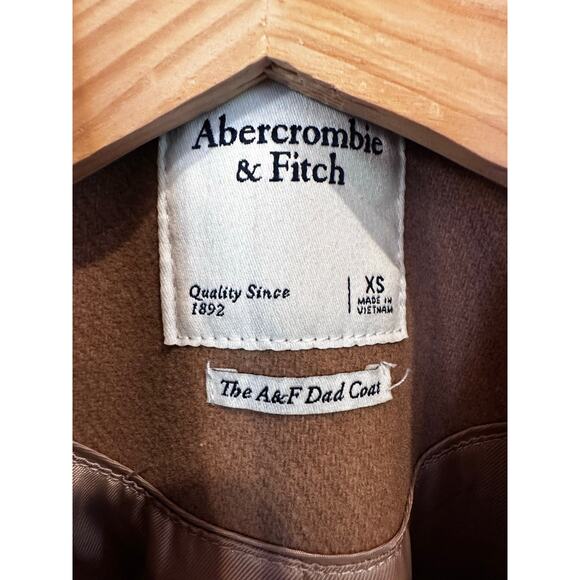 Abercrombie
& Fitch
Quality Since
1892
XS
MADE IN
VIETNAM
The A&F Dad Coat